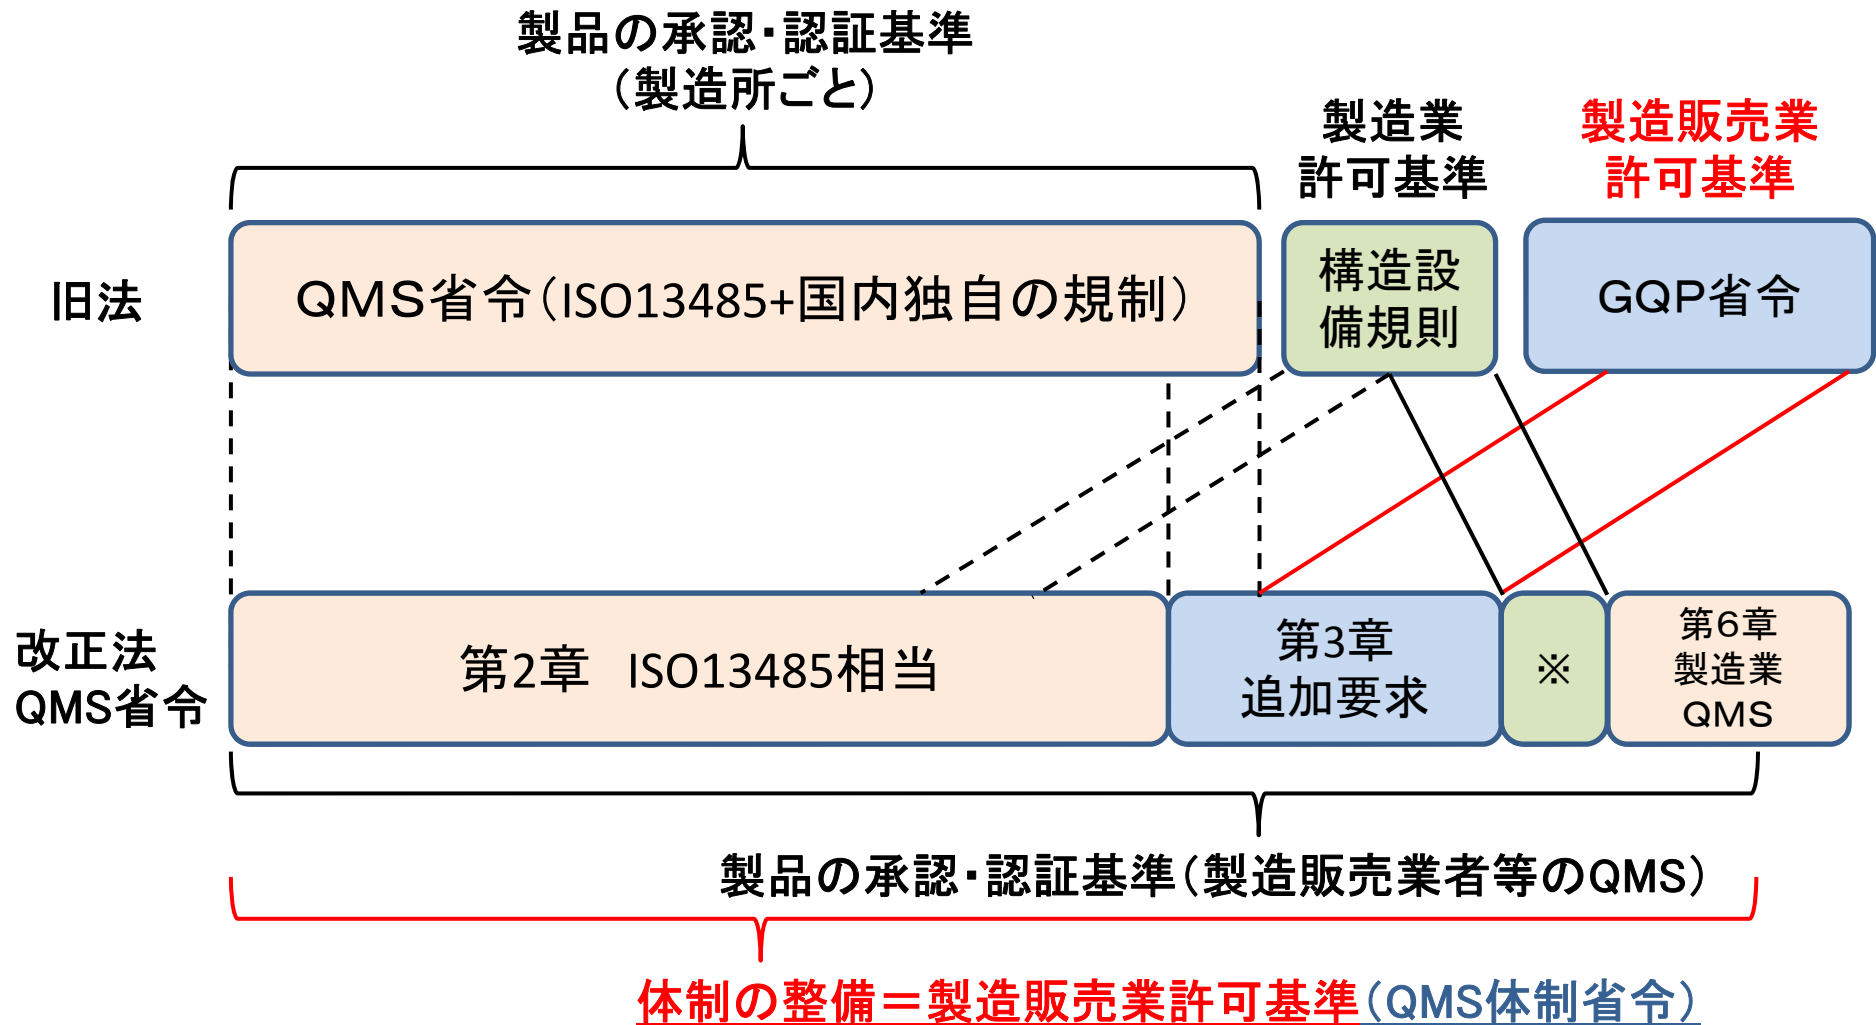 製品の承認・認証基準
（製造所ごと）
製造業
許可基準
製造販売業
許可基準
旧法
QMS省令（ISO13485+国内独自の規制）
構造設
備規則
GQP省令
改正法
QMS省令
第2章　ISO13485相当
第3章
追加要求
※
第6章
製造業
QMS
製品の承認・認証基準（製造販売業者等のQMS）
体制の整備＝製造販売業許可基準（QMS体制省令）